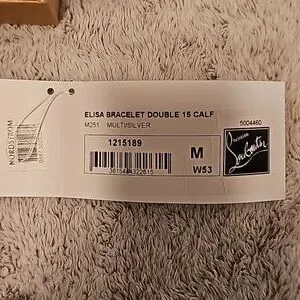 ELISA BRACELET DOUBLE 15 CALF
M251 MULTI/SILVER
5004460
1215189
M
W53
Christian
Louboutin
NORDSTROM